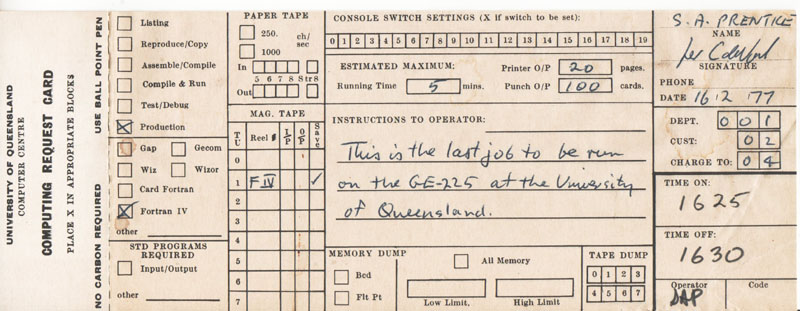 UNIVERSITY OF QUEENSLAND
COMPUTER CENTRE
COMPUTING REQUEST CARD
PLACE X IN APPROPRIATE BLOCKS
NO CARBON REQUIRED USE BALL POINT PEN
Listing
Reproduce/Copy
Assemble/Compile
Compile & Run
Test/Debug
X Production
Gap Gecom
Wiz Wizor
Card Fortran
X Fortran IV
other
STD PROGRAMS
REQUIRED
Input/Output
other
PAPER TAPE
250. ch/
1000 sec
In
5 6 7 8 Str8
Out
MAG. TAPE
TU Reel # I/P O/P Save
0
1 F IV ✓
2
3
4
5
6
7
CONSOLE SWITCH SETTINGS (X if switch to be set):
0 1 2 3 4 5 6 7 8 9 10 11 12 13 14 15 16 17 18 19
ESTIMATED MAXIMUM: Printer O/P 20 pages.
Running Time 5 mins. Punch O/P 100 cards.
INSTRUCTIONS TO OPERATOR:
This is the last job to be run
on the GE-225 at the University
of Queensland.
MEMORY DUMP
Bcd
Flt Pt
All Memory
Low Limit, High Limit
TAPE DUMP
0 1 2 3
4 5 6 7
S. A. PRENTICE
NAME
SIGNATURE
PHONE
DATE 16 2 '77
DEPT. 0 0 1
CUST: 0 2
CHARGE TO: 0 4
TIME ON:
1625
TIME OFF:
1630
Operator Code
DAP